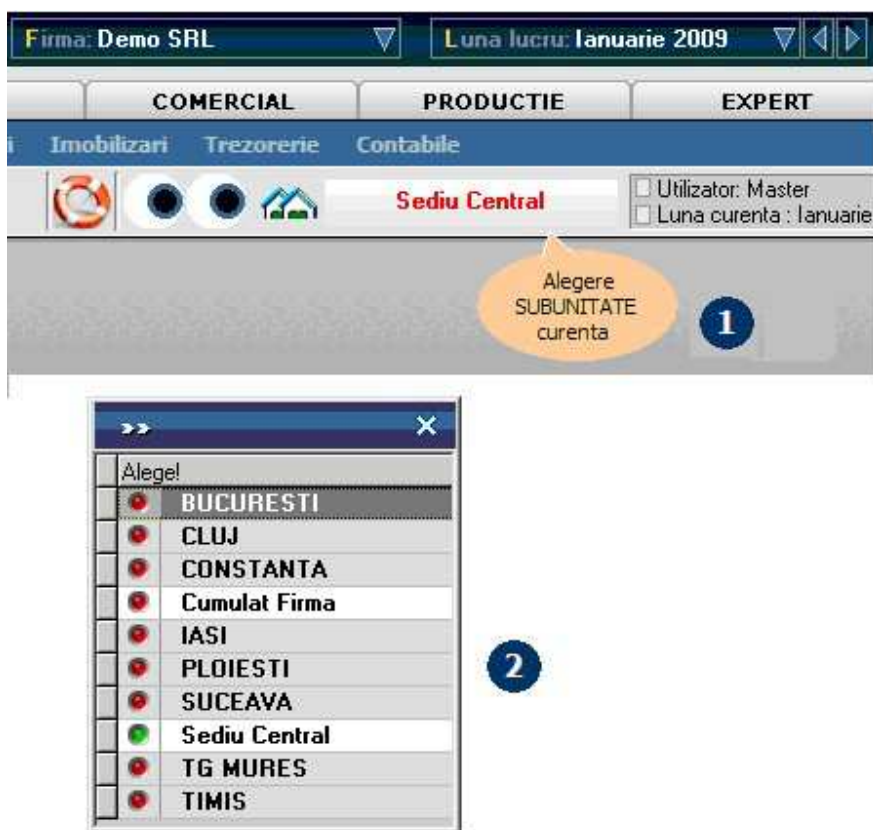 Firma: Demo SRL Luna lucru: Ianuarie 2009
COMERCIAL PRODUCTIE EXPERT
i Imobilizari Trezorerie Contabile
Sediu Central
Utilizator: Master
Luna curenta : Ianuarie
Alegere
SUBUNITATE
curenta
1
>>
Alege!
BUCURESTI
CLUJ
CONSTANTA
Cumulat Firma
IASI
PLOIESTI
SUCEAVA
Sediu Central
TG MURES
TIMIS
2